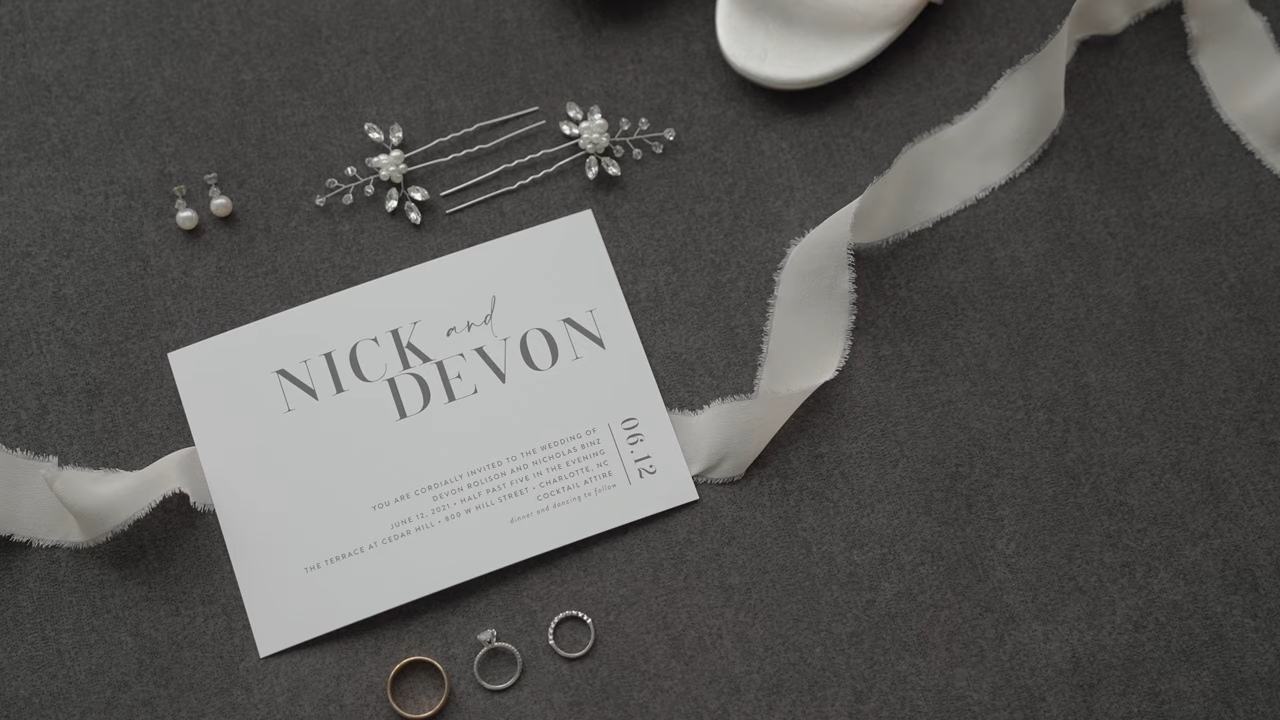 NICK and
DEVON
YOU ARE CORDIALLY INVITED TO THE WEDDING OF
DEVON ROLISON AND NICHOLAS BINZ
JUNE 12, 2021 • HALF PAST FIVE IN THE EVENING
THE TERRACE AT CEDAR HILL • 800 W HILL STREET • CHARLOTTE, NC
COCKTAIL ATTIRE
dinner and dancing to follow
06.12